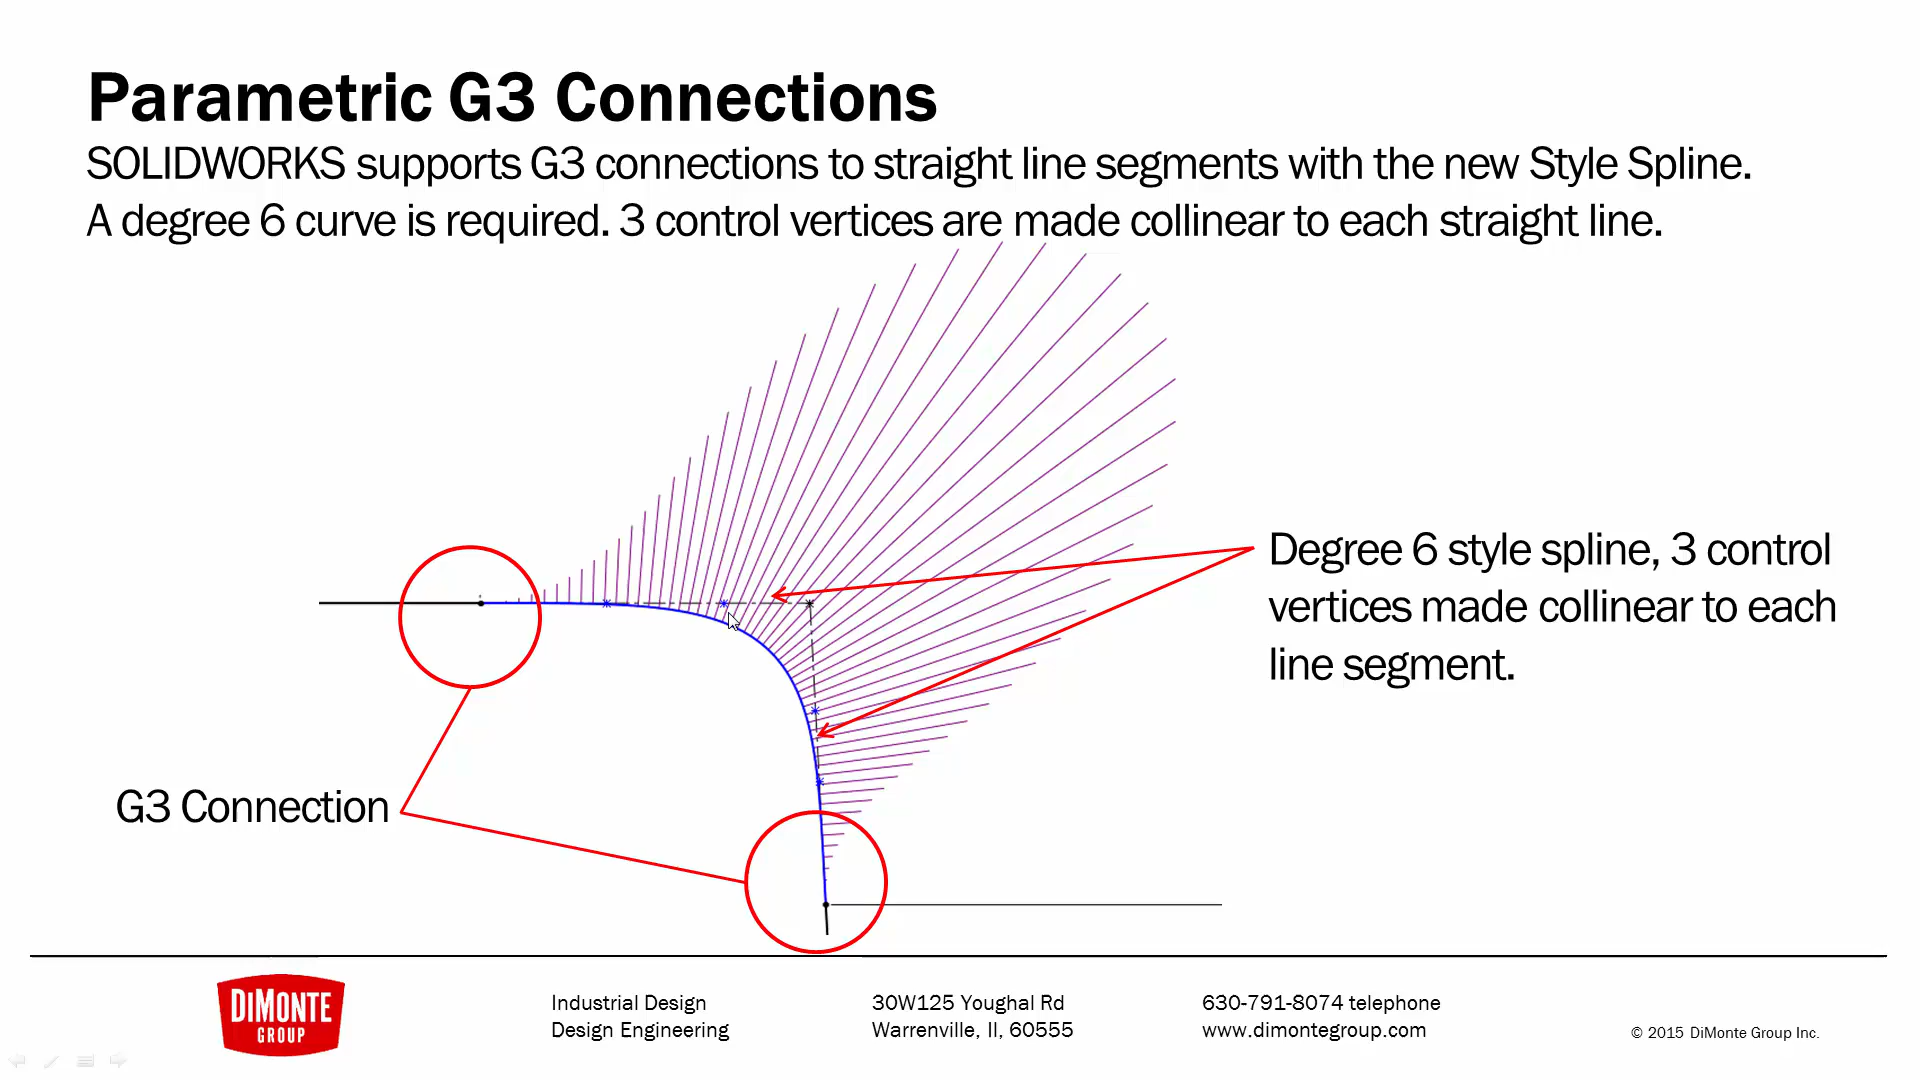 Parametric G3 Connections
SOLIDWORKS supports G3 connections to straight line segments with the new Style Spline.
A degree 6 curve is required. 3 control vertices are made collinear to each straight line.
Degree 6 style spline, 3 control
vertices made collinear to each
line segment.
G3 Connection
DIMONTE
GROUP
Industrial Design
Design Engineering
30W125 Youghal Rd
Warrenville, Il, 60555
630-791-8074 telephone
www.dimontegroup.com
© 2015 DiMonte Group Inc.